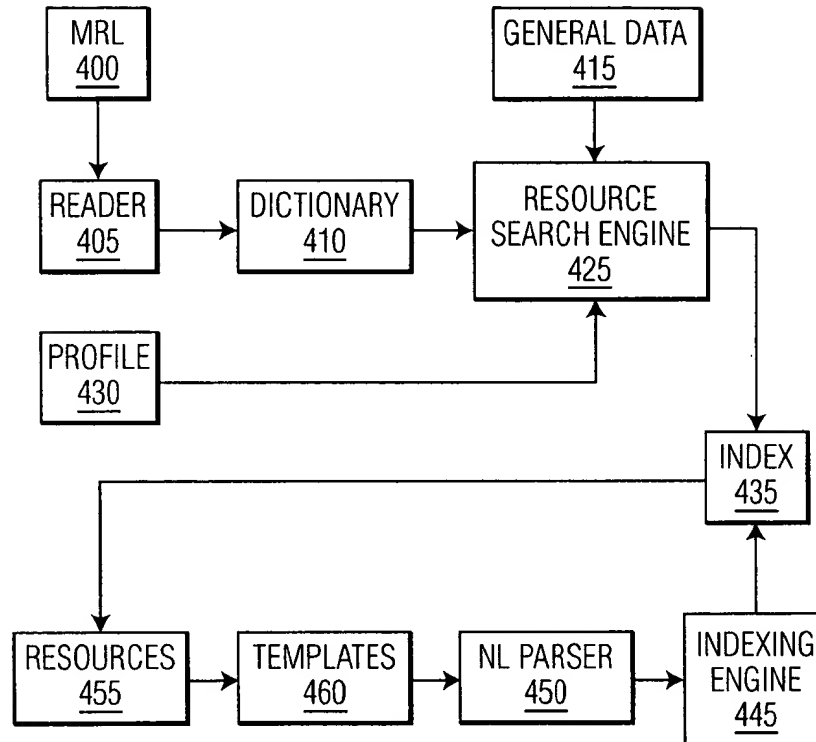 MRL
400
GENERAL DATA
415
READER
405
DICTIONARY
410
RESOURCE
SEARCH ENGINE
425
PROFILE
430
INDEX
435
RESOURCES
455
TEMPLATES
460
NL PARSER
450
INDEXING
ENGINE
445